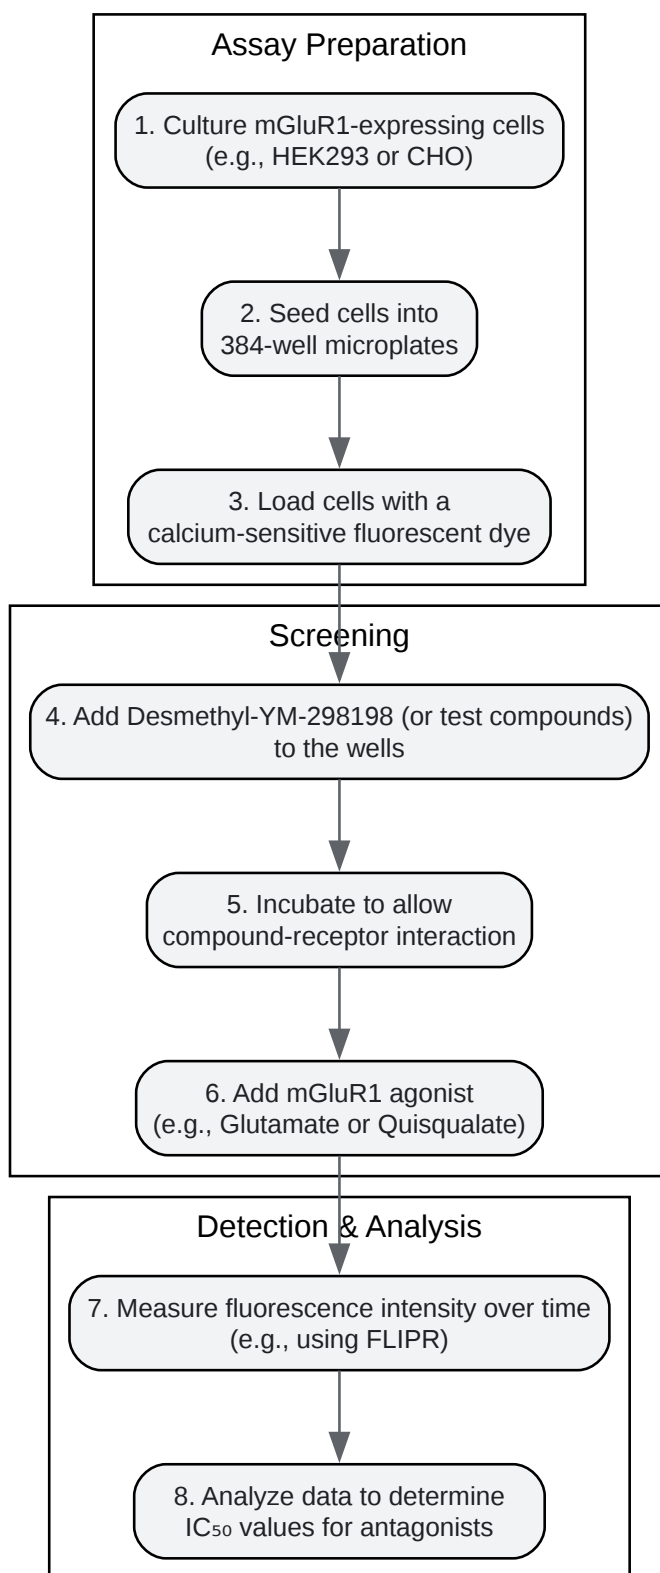 Assay Preparation
1. Culture mGluR1-expressing cells
(e.g., HEK293 or CHO)
2. Seed cells into
384-well microplates
3. Load cells with a
calcium-sensitive fluorescent dye
Screening
4. Add Desmethyl-YM-298198 (or test compounds)
to the wells
5. Incubate to allow
compound-receptor interaction
6. Add mGluR1 agonist
(e.g., Glutamate or Quisqualate)
Detection & Analysis
7. Measure fluorescence intensity over time
(e.g., using FLIPR)
8. Analyze data to determine
IC₅₀ values for antagonists